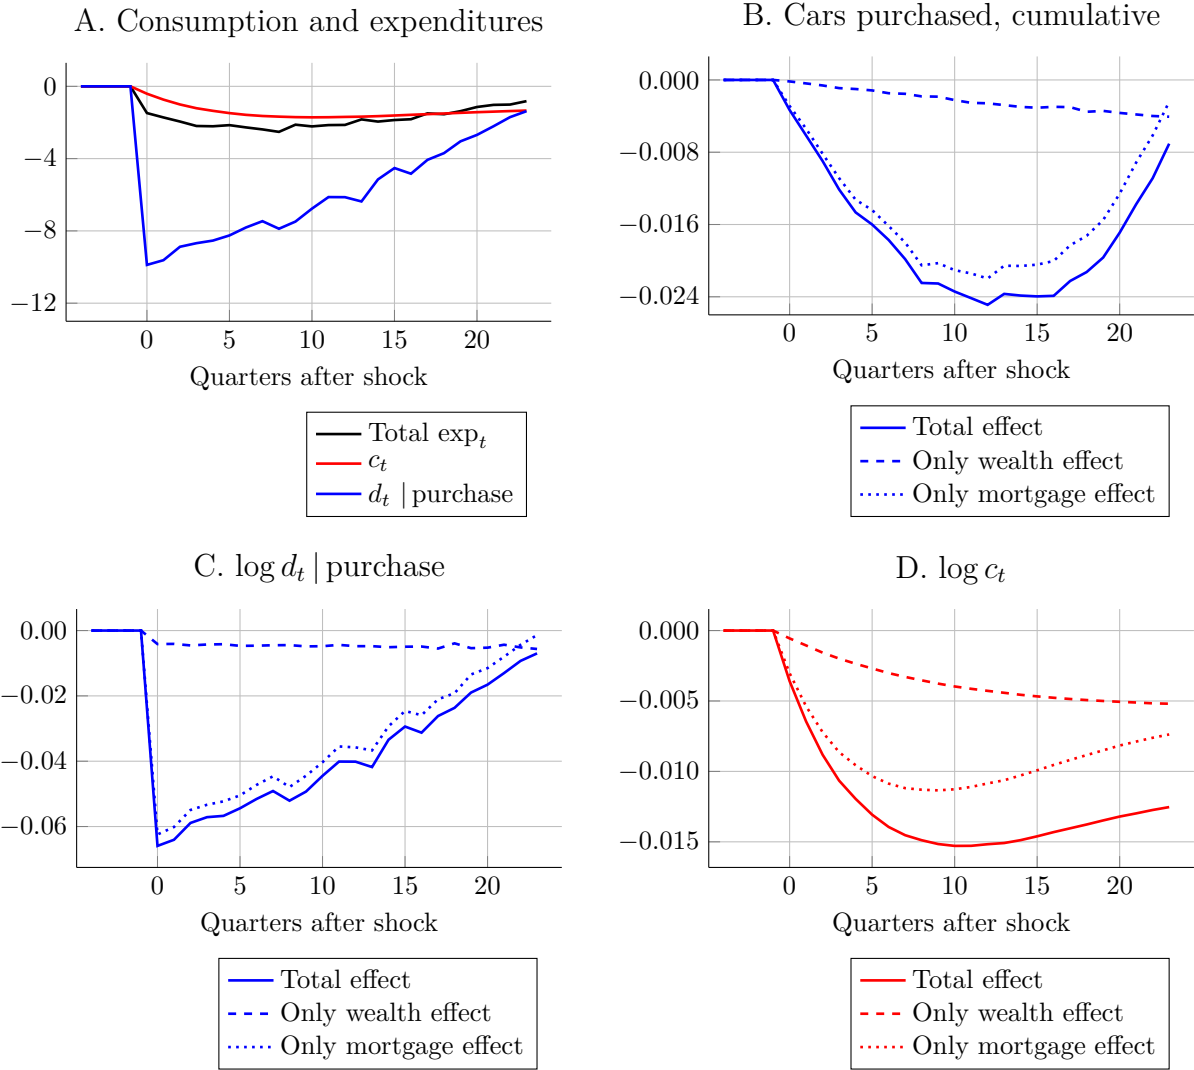 A. Consumption and expenditures
0
−4
−8
−12
0 5 10 15 20
Quarters after shock
Total expₜ
cₜ
dₜ | purchase
B. Cars purchased, cumulative
0.000
−0.008
−0.016
−0.024
0 5 10 15 20
Quarters after shock
Total effect
Only wealth effect
Only mortgage effect
C. log dₜ | purchase
0.00
−0.02
−0.04
−0.06
0 5 10 15 20
Quarters after shock
Total effect
Only wealth effect
Only mortgage effect
D. log cₜ
0.000
−0.005
−0.010
−0.015
0 5 10 15 20
Quarters after shock
Total effect
Only wealth effect
Only mortgage effect